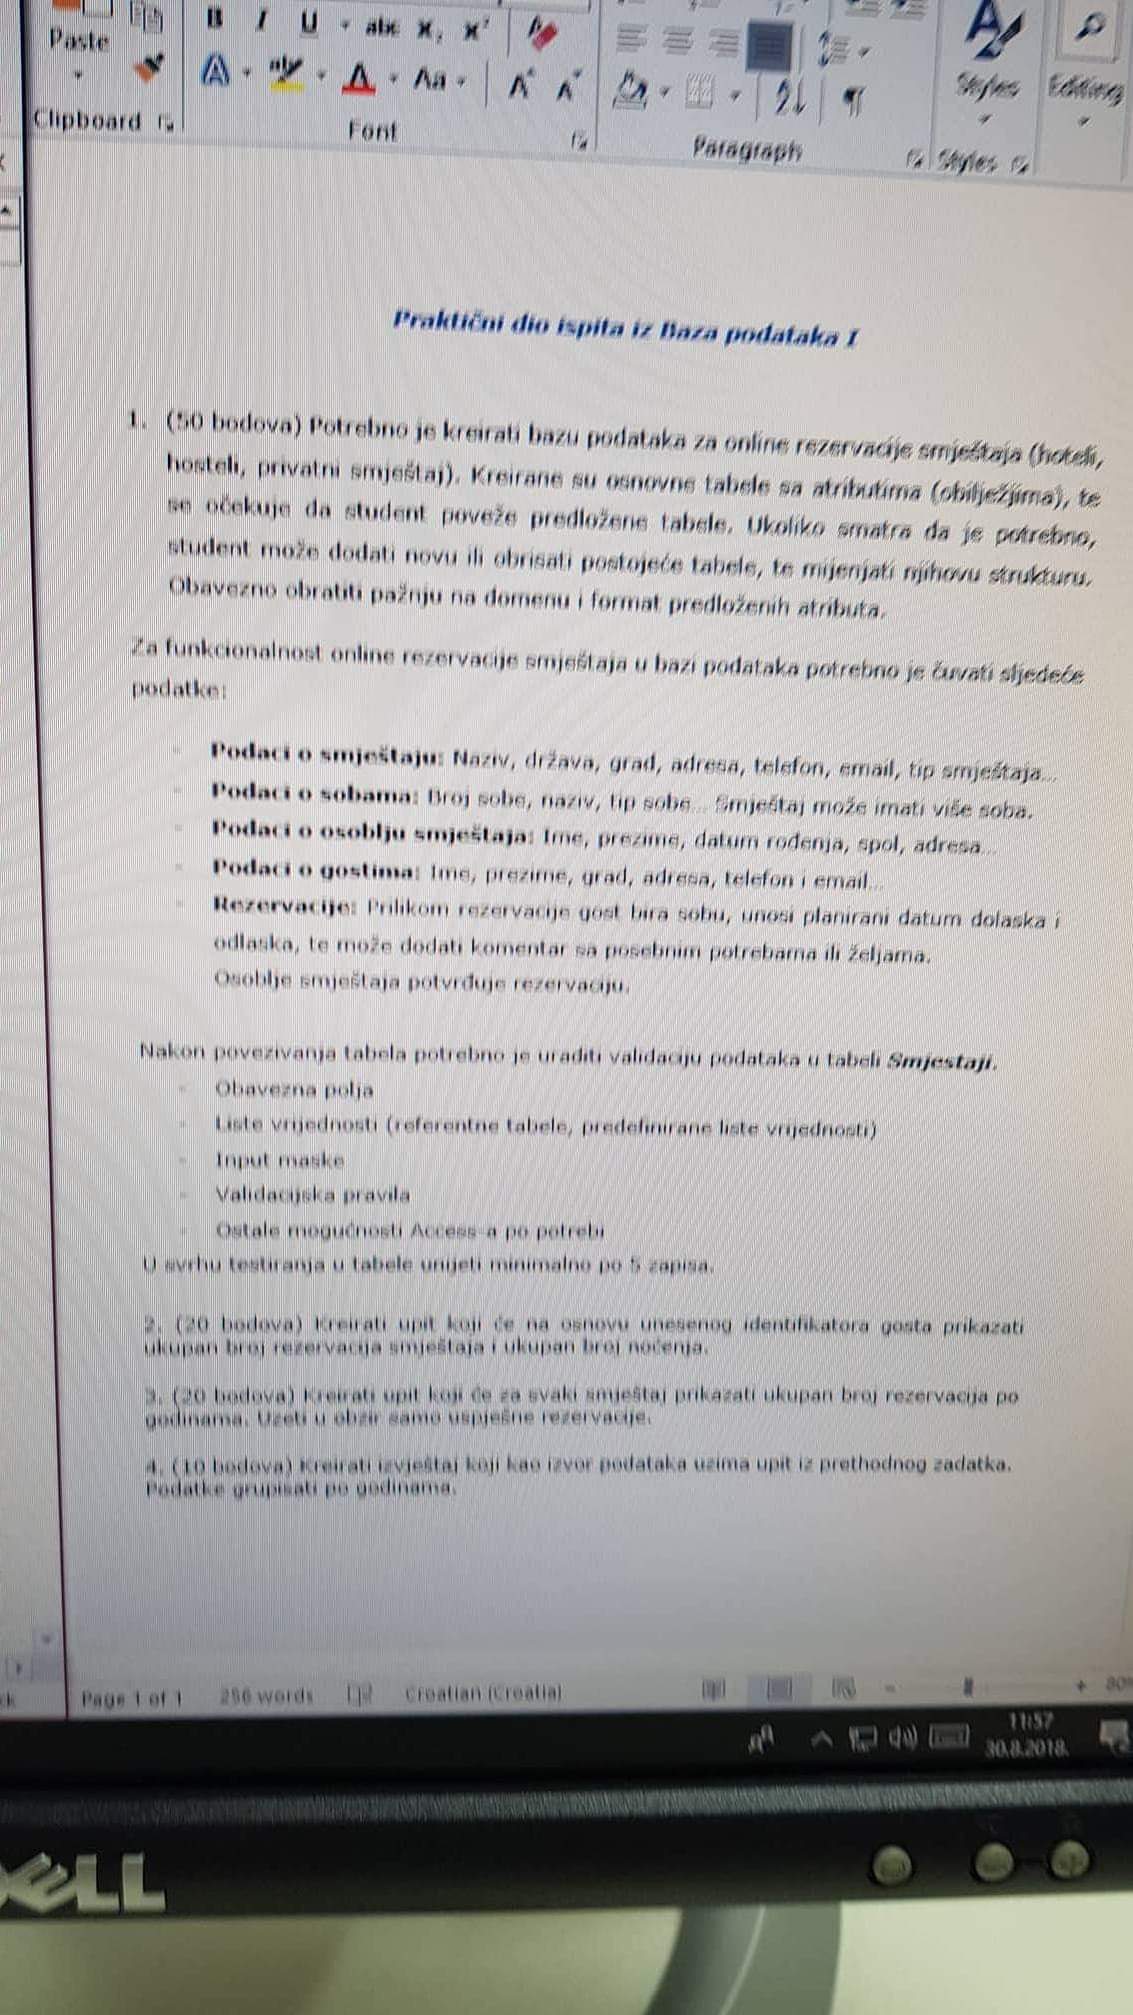 Paste
B I U abc x₂ x²
A aly A Aa A A
Clipboard
Font
Paragraph
Styles
Styles
Editing
Praktični dio ispita iz Baza podataka I
1. (50 bodova) Potrebno je kreirati bazu podataka za online rezervacije smještaja (hoteli,
hosteli, privatni smještaj). Kreirane su osnovne tabele sa atributima (obilježjima), te
se očekuje da student poveže predložene tabele. Ukoliko smatra da je potrebno,
student može dodati novu ili obrisati postojeće tabele, te mijenjati njihovu strukturu.
Obavezno obratiti pažnju na domenu i format predloženih atributa.
Za funkcionalnost online rezervacije smještaja u bazi podataka potrebno je čuvati sljedeće
podatke:
- Podaci o smještaju: Naziv, država, grad, adresa, telefon, email, tip smještaja...
- Podaci o sobama: Broj sobe, naziv, tip sobe... Smještaj može imati više soba.
- Podaci o osoblju smještaja: Ime, prezime, datum rođenja, spol, adresa...
- Podaci o gostima: Ime, prezime, grad, adresa, telefon i email...
- Rezervacije: Prilikom rezervacije gost bira sobu, unosi planirani datum dolaska i
odlaska, te može dodati komentar sa posebnim potrebama ili željama.
Osoblje smještaja potvrđuje rezervaciju.
Nakon povezivanja tabela potrebno je uraditi validaciju podataka u tabeli Smjestaji.
- Obavezna polja
- Liste vrijednosti (referentne tabele, predefinirane liste vrijednosti)
- Input maske
- Validacijska pravila
- Ostale mogućnosti Access-a po potrebi
U svrhu testiranja u tabele unijeti minimalno po 5 zapisa.
2. (20 bodova) Kreirati upit koji će na osnovu unesenog identifikatora gosta prikazati
ukupan broj rezervacija smještaja i ukupan broj noćenja.
3. (20 bodova) Kreirati upit koji će za svaki smještaj prikazati ukupan broj rezervacija po
godinama. Uzeti u obzir samo uspješne rezervacije.
4. (10 bodova) Kreirati izvještaj koji kao izvor podataka uzima upit iz prethodnog zadatka.
Podatke grupisati po godinama.
Page 1 of 1 256 words Croatian (Croatia)
11:57
30.8.2018.
DELL